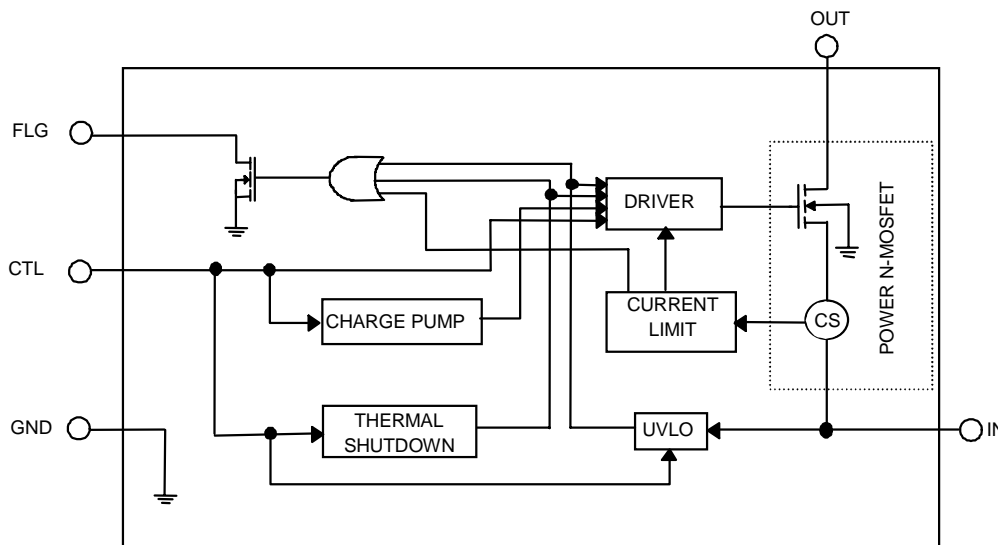 OUT
FLG
DRIVER
CTL
CURRENT
LIMIT
CHARGE PUMP
CS
POWER N-MOSFET
THERMAL
SHUTDOWN
UVLO
GND
IN